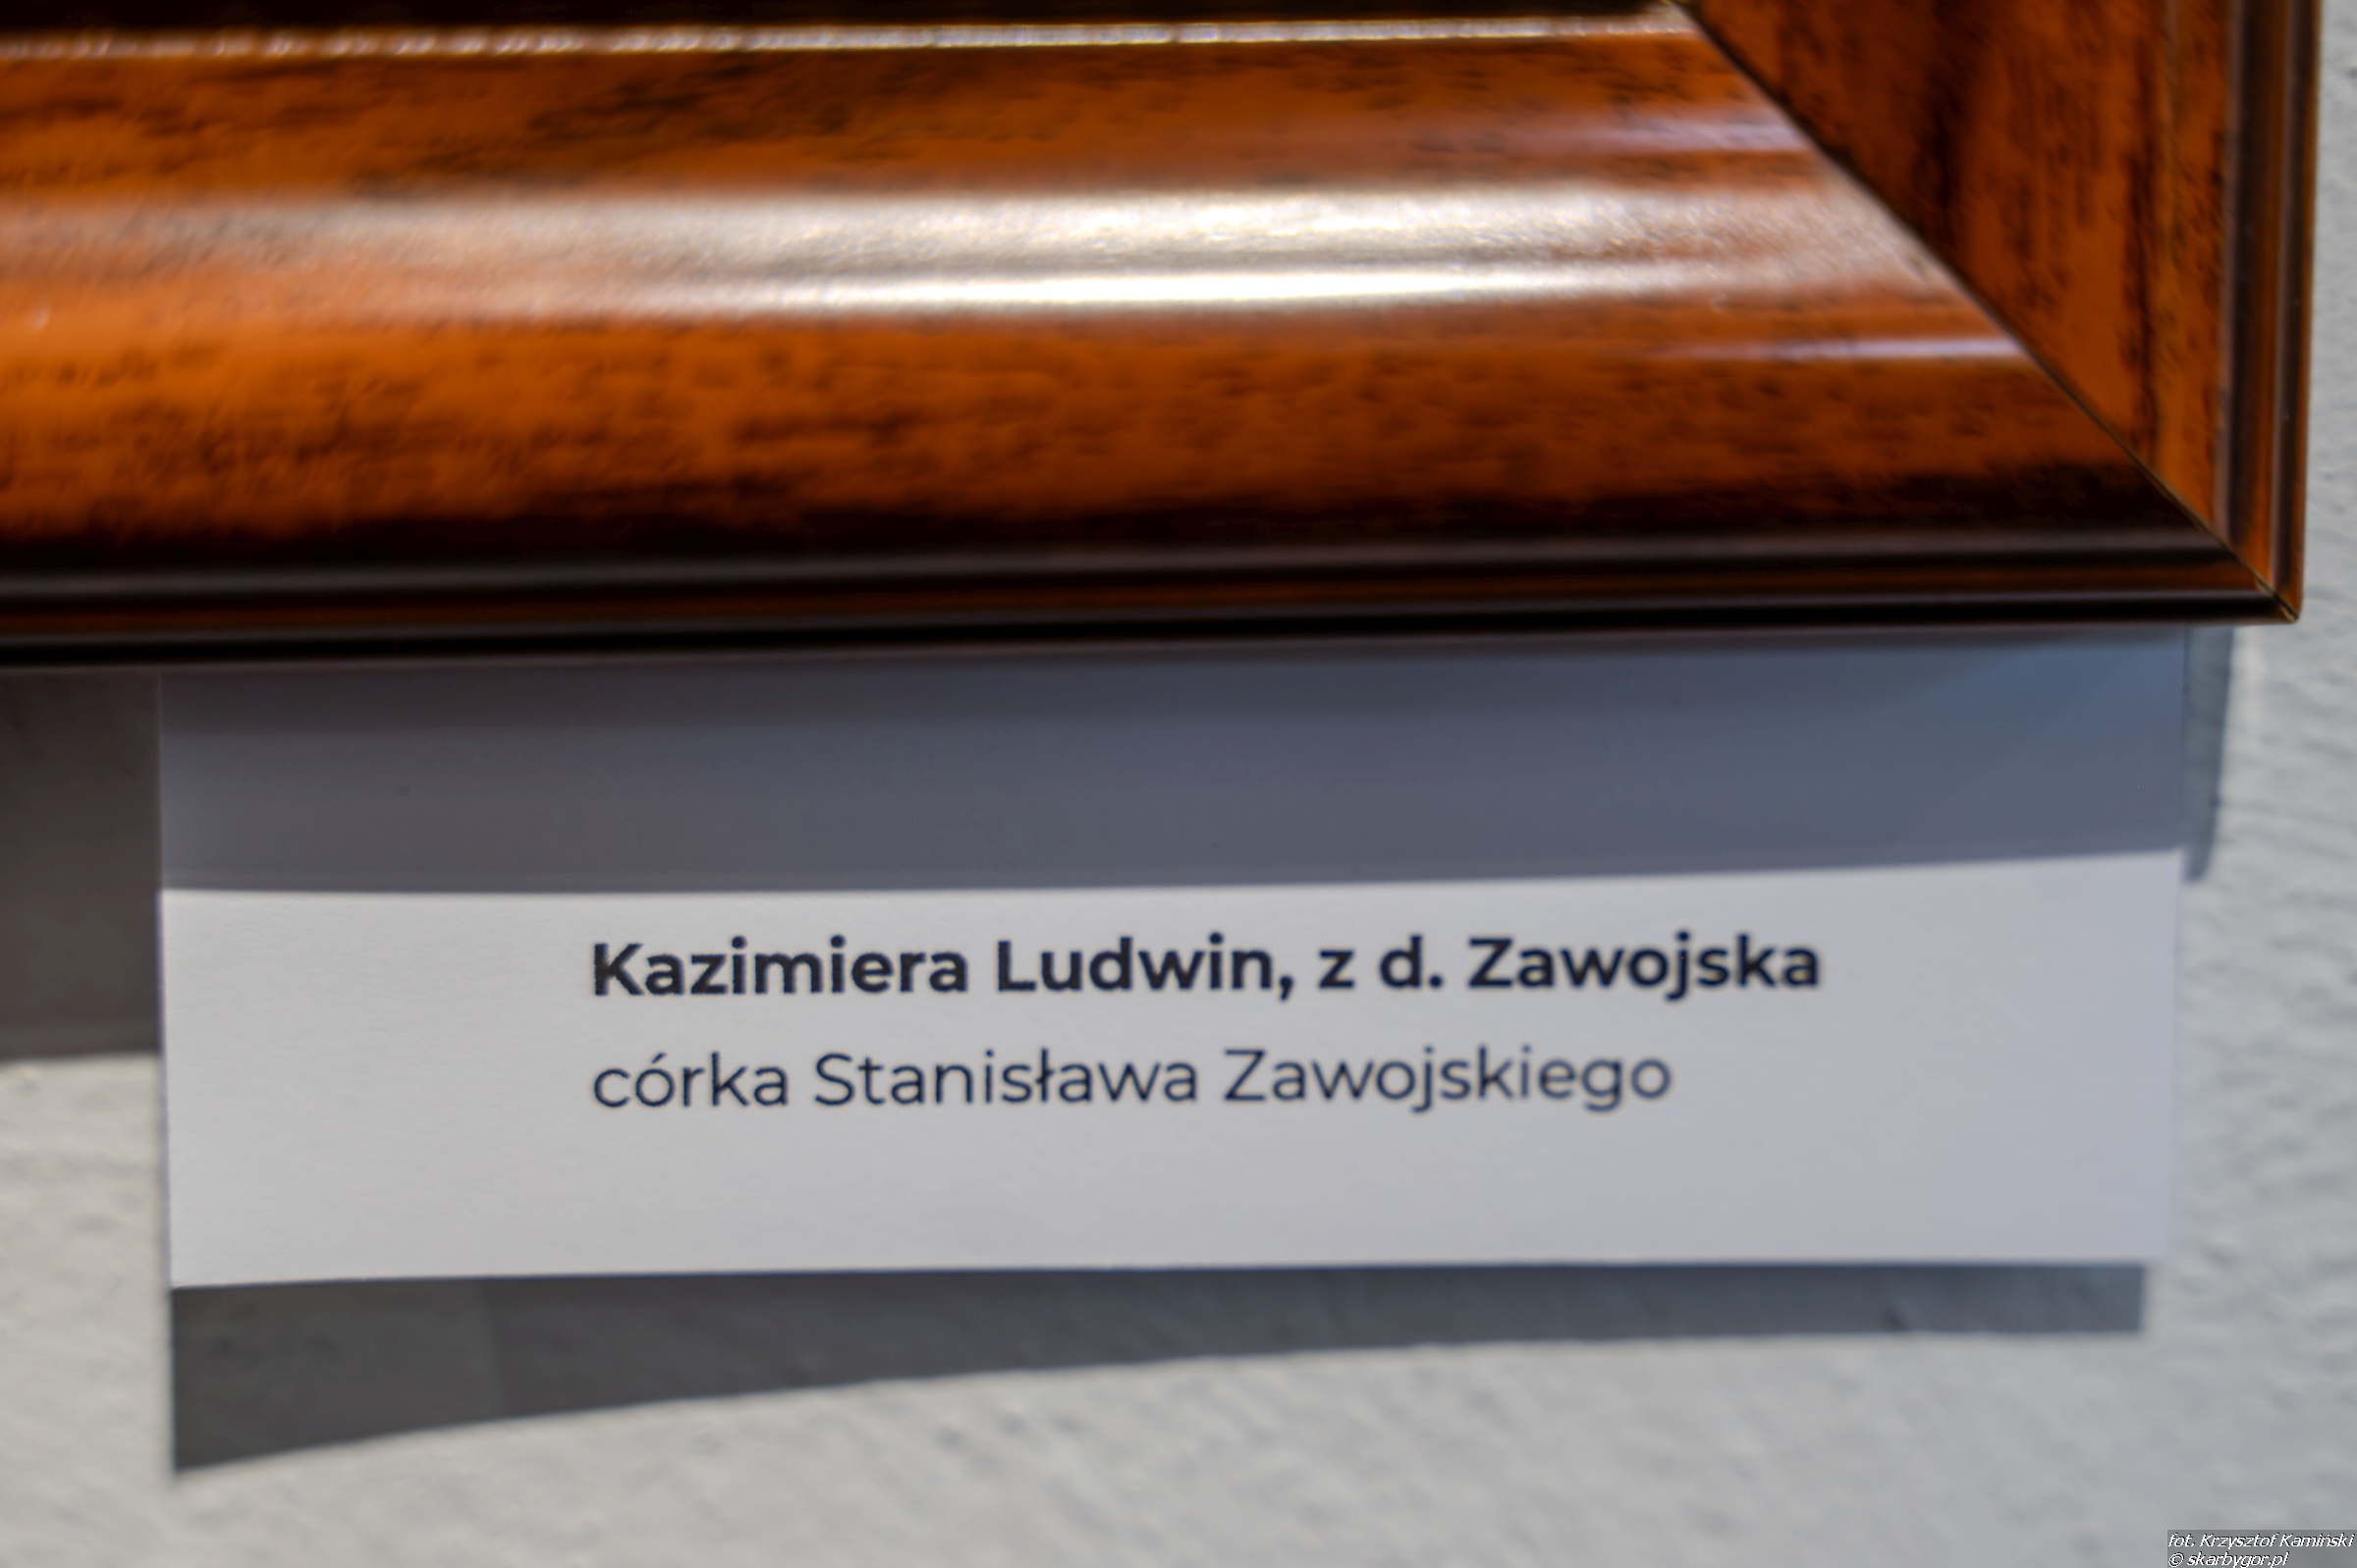 Kazimiera Ludwin, z d. Zawojska
córka Stanisława Zawojskiego
fot. Krzysztof Kamiński
© skarbygor.pl